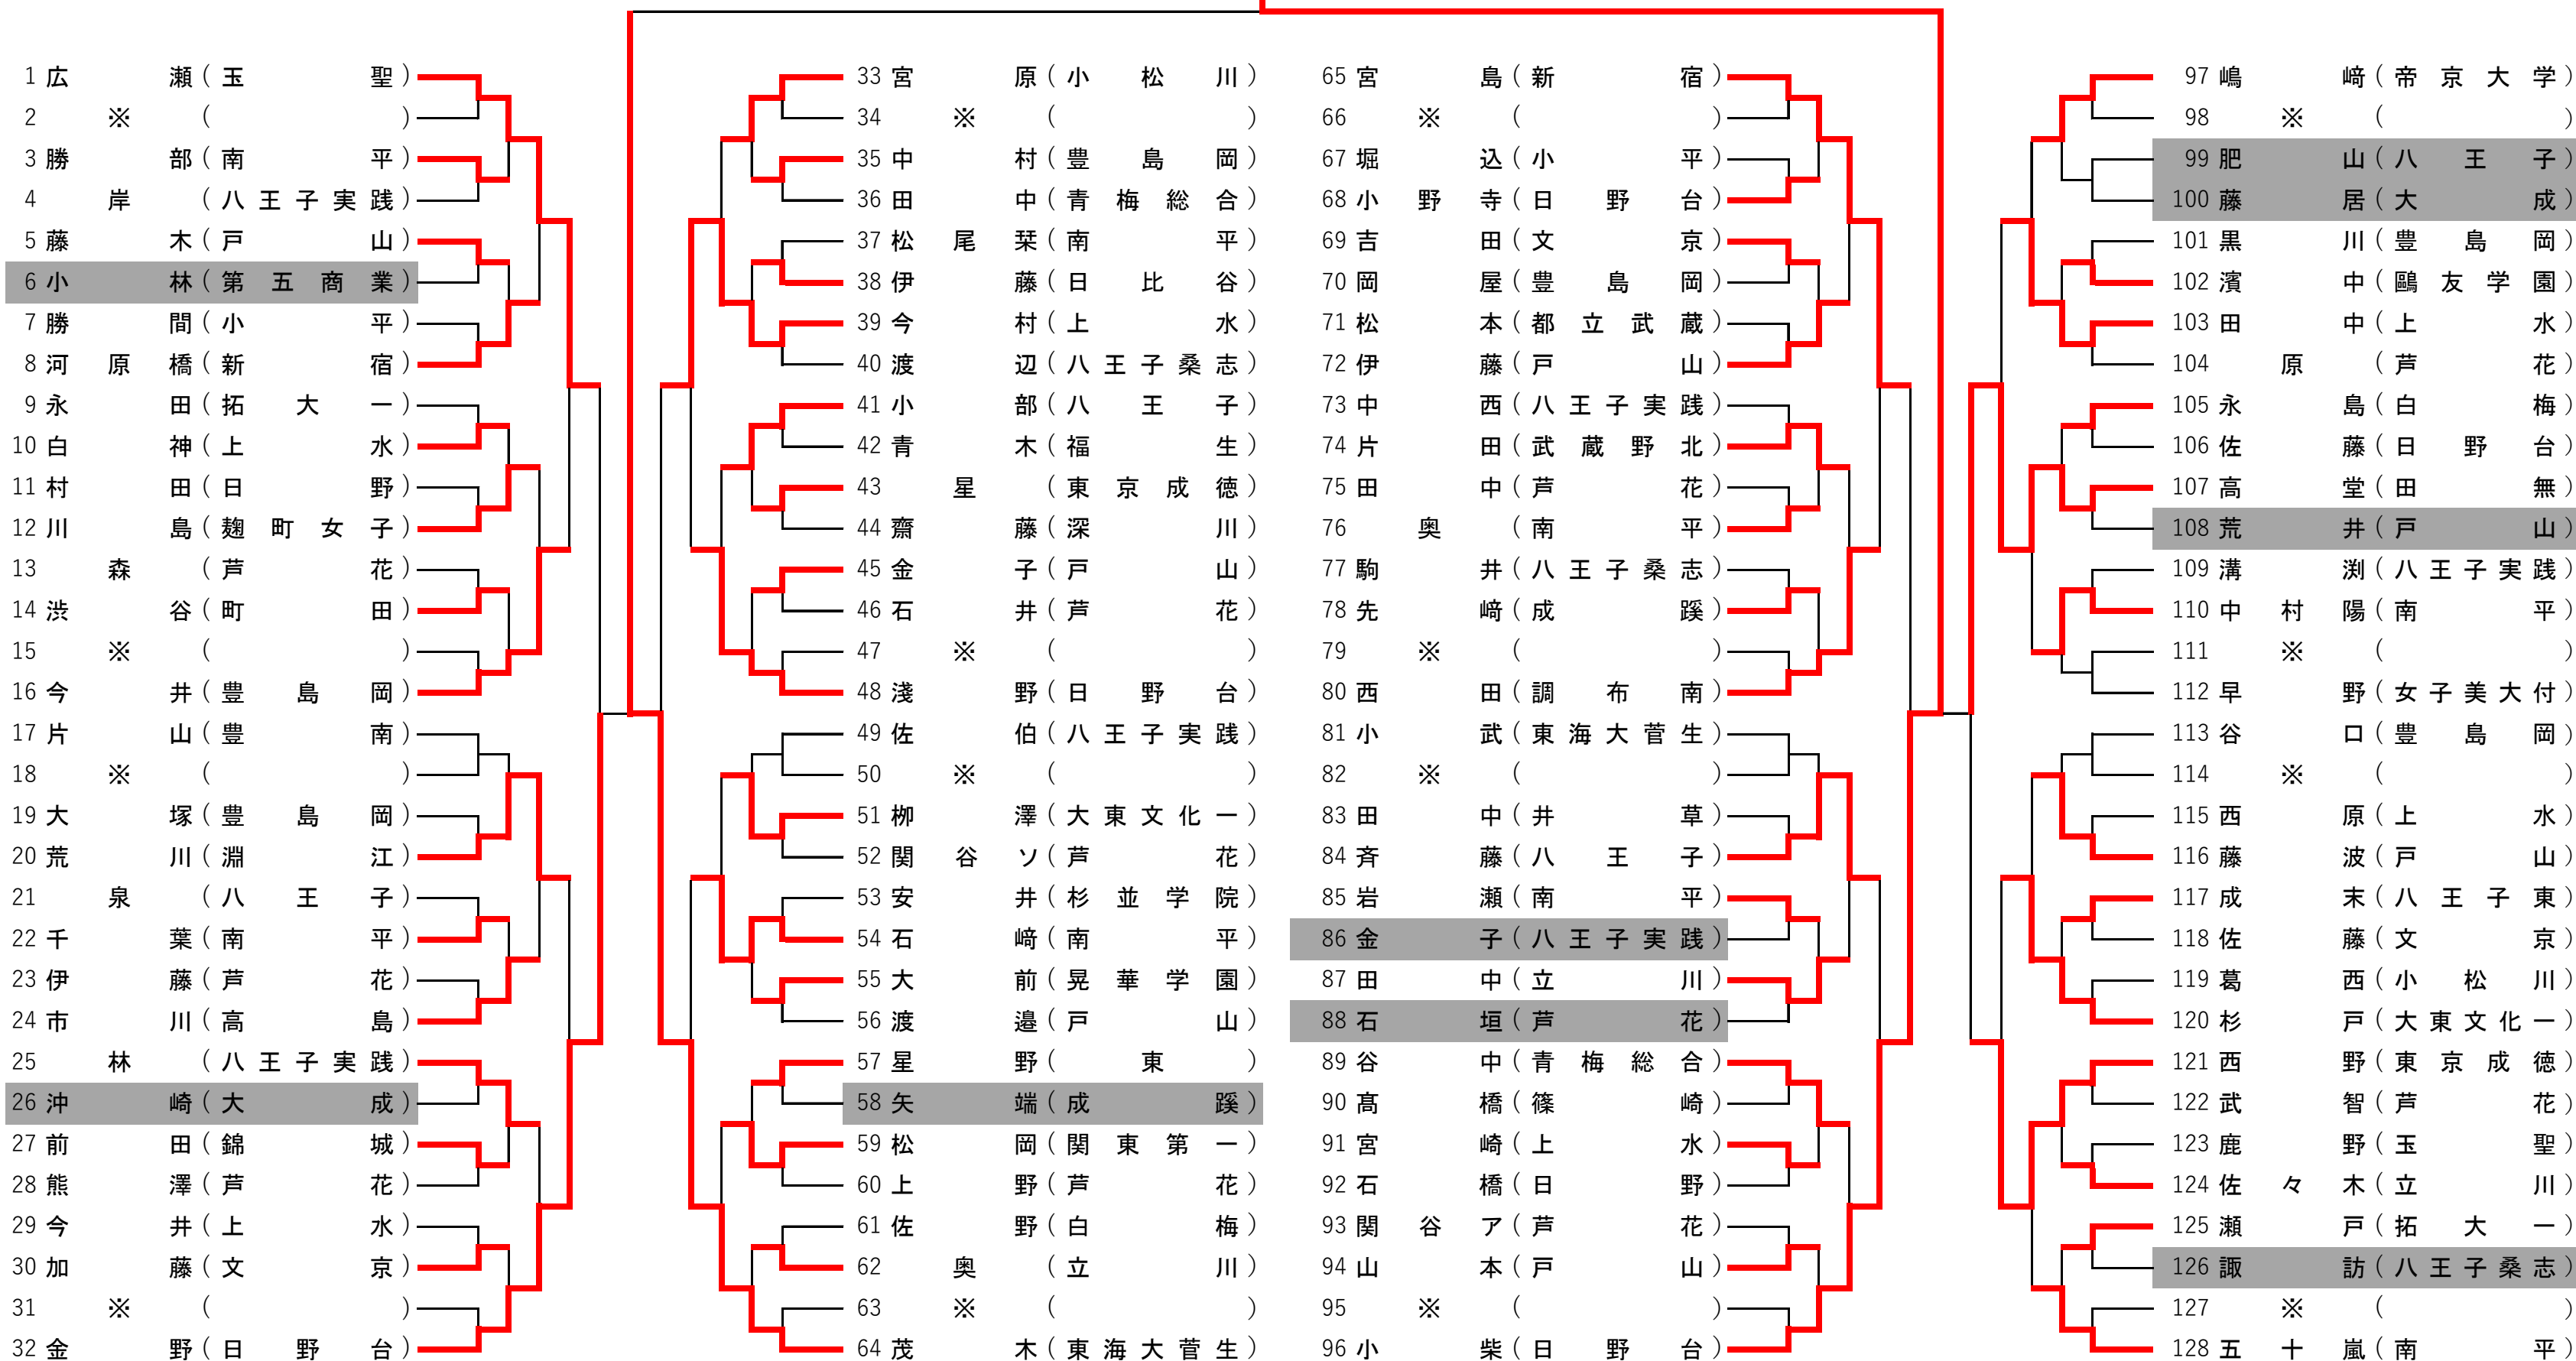 1 広瀬(玉聖)
2 ※( )
3 勝部(南平)
4 岸(八王子実践)
5 藤木(戸山)
6 小林(第五商業)
7 勝間(小平)
8 河原橋(新宿)
9 永田(拓大一)
10 白神(上水)
11 村田(日野)
12 川島(麹町女子)
13 森(芦花)
14 渋谷(町田)
15 ※( )
16 今井(豊島岡)
17 片山(豊南)
18 ※( )
19 大塚(豊島岡)
20 荒川(淵江)
21 泉(八王子)
22 千葉(南平)
23 伊藤(芦花)
24 市川(高島)
25 林(八王子実践)
26 沖崎(大成)
27 前田(錦城)
28 熊澤(芦花)
29 今井(上水)
30 加藤(文京)
31 ※( )
32 金野(日野台)
33 宮原(小松川)
34 ※( )
35 中村(豊島岡)
36 田中(青梅総合)
37 松尾栞(南平)
38 伊藤(日比谷)
39 今村(上水)
40 渡辺(八王子桑志)
41 小部(八王子)
42 青木(福生)
43 星(東京成徳)
44 齋藤(深川)
45 金子(戸山)
46 石井(芦花)
47 ※( )
48 淺野(日野台)
49 佐伯(八王子実践)
50 ※( )
51 栁澤(大東文化一)
52 関谷ソ(芦花)
53 安井(杉並学院)
54 石﨑(南平)
55 大前(晃華学園)
56 渡邉(戸山)
57 星野(東)
58 矢端(成蹊)
59 松岡(関東第一)
60 上野(芦花)
61 佐野(白梅)
62 奥(立川)
63 ※( )
64 茂木(東海大菅生)
65 宮島(新宿)
66 ※( )
67 堀込(小平)
68 小野寺(日野台)
69 吉田(文京)
70 岡屋(豊島岡)
71 松本(都立武蔵)
72 伊藤(戸山)
73 中西(八王子実践)
74 片田(武蔵野北)
75 田中(芦花)
76 奥(南平)
77 駒井(八王子桑志)
78 先﨑(成蹊)
79 ※( )
80 西田(調布南)
81 小武(東海大菅生)
82 ※( )
83 田中(井草)
84 斉藤(八王子)
85 岩瀬(南平)
86 金子(八王子実践)
87 田中(立川)
88 石垣(芦花)
89 谷中(青梅総合)
90 髙橋(篠崎)
91 宮崎(上水)
92 石橋(日野)
93 関谷ア(芦花)
94 山本(戸山)
95 ※( )
96 小柴(日野台)
97 嶋﨑(帝京大学)
98 ※( )
99 肥山(八王子)
100 藤居(大成)
101 黒川(豊島岡)
102 濱中(鷗友学園)
103 田中(上水)
104 原(芦花)
105 永島(白梅)
106 佐藤(日野台)
107 高堂(田無)
108 荒井(戸山)
109 溝渕(八王子実践)
110 中村陽(南平)
111 ※( )
112 早野(女子美大付)
113 谷口(豊島岡)
114 ※( )
115 西原(上水)
116 藤波(戸山)
117 成末(八王子東)
118 佐藤(文京)
119 葛西(小松川)
120 杉戸(大東文化一)
121 西野(東京成徳)
122 武智(芦花)
123 鹿野(玉聖)
124 佐々木(立川)
125 瀬戸(拓大一)
126 諏訪(八王子桑志)
127 ※( )
128 五十嵐(南平)